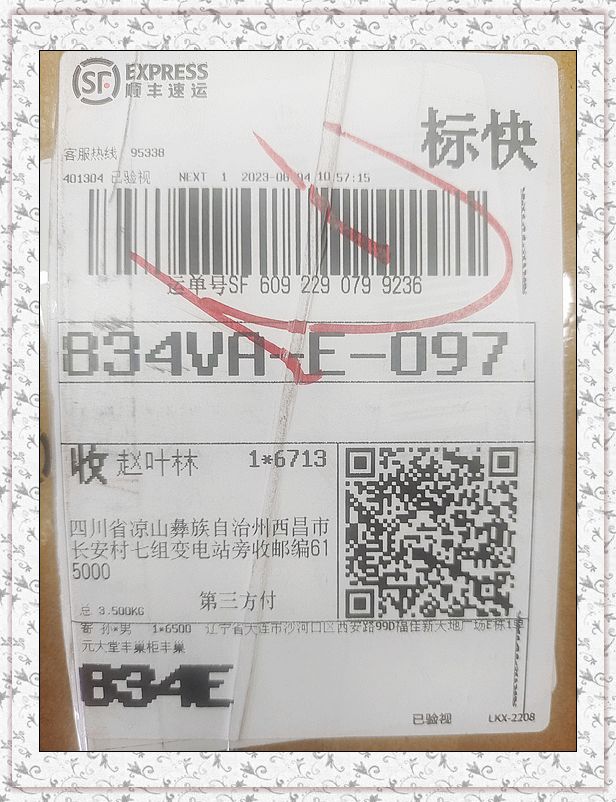 SF EXPRESS
顺丰速运
标快
客服热线 95338
401304 已验视 NEXT 1 2023-06-04 10:57:15
运单号SF 609 229 079 9236
834VA-E-097
收 赵叶林 1*6713
四川省凉山彝族自治州西昌市
长安村七组变电站旁收邮编61
5000
第三方付
总 3.500KG
寄 孙*男 1*6500 辽宁省大连市沙河口区西安路99D福佳新天地广场E栋1单
元大堂丰巢柜丰巢
834E
已验视 LKX-2208